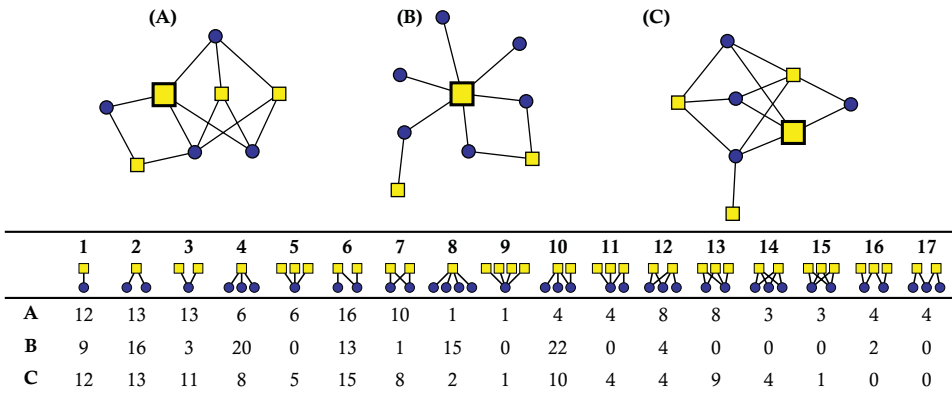 (A) (B) (C)
1 2 3 4 5 6 7 8 9 10 11 12 13 14 15 16 17
A 12 13 13 6 6 16 10 1 1 4 4 8 8 3 3 4 4
B 9 16 3 20 0 13 1 15 0 22 0 4 0 0 0 2 0
C 12 13 11 8 5 15 8 2 1 10 4 4 9 4 1 0 0